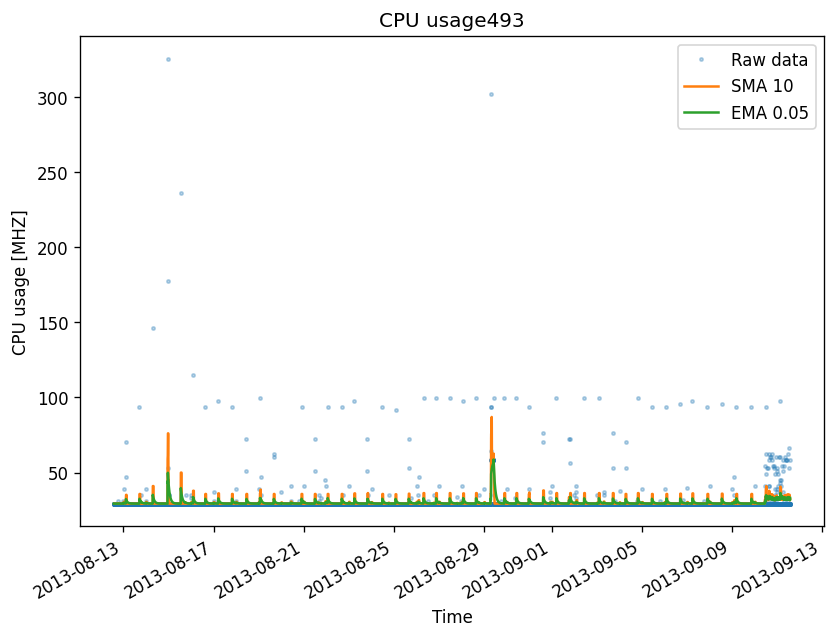 CPU usage493
Raw data
SMA 10
EMA 0.05
CPU usage [MHZ]
300
250
200
150
100
50
2013-08-13
2013-08-17
2013-08-21
2013-08-25
2013-08-29
2013-09-01
2013-09-05
2013-09-09
2013-09-13
Time